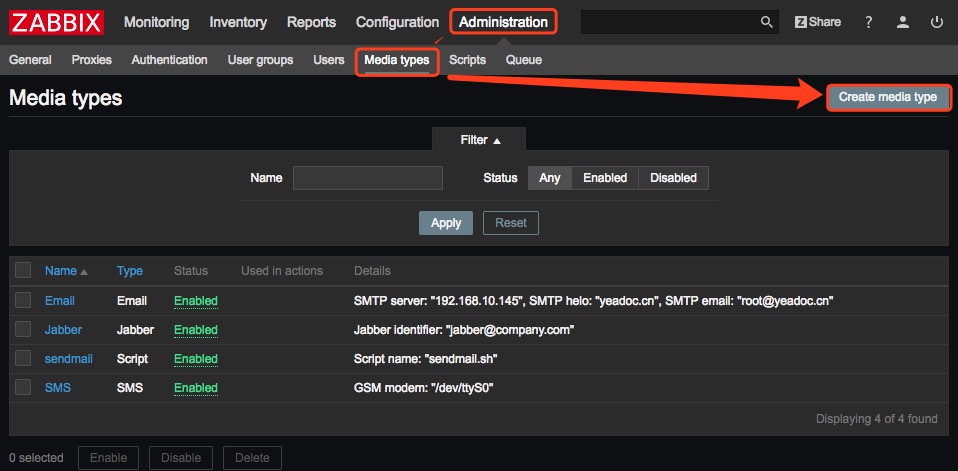 ZABBIX Monitoring Inventory Reports Configuration Administration Z Share ?
General Proxies Authentication User groups Users Media types Scripts Queue
Media types Create media type
Filter ▲
Name Status Any Enabled Disabled
Apply Reset
Name ▲ Type Status Used in actions Details
Email Email Enabled SMTP server: "192.168.10.145", SMTP helo: "yeadoc.cn", SMTP email: "root@yeadoc.cn"
Jabber Jabber Enabled Jabber identifier: "jabber@company.com"
sendmail Script Enabled Script name: "sendmail.sh"
SMS SMS Enabled GSM modem: "/dev/ttyS0"
Displaying 4 of 4 found
0 selected Enable Disable Delete